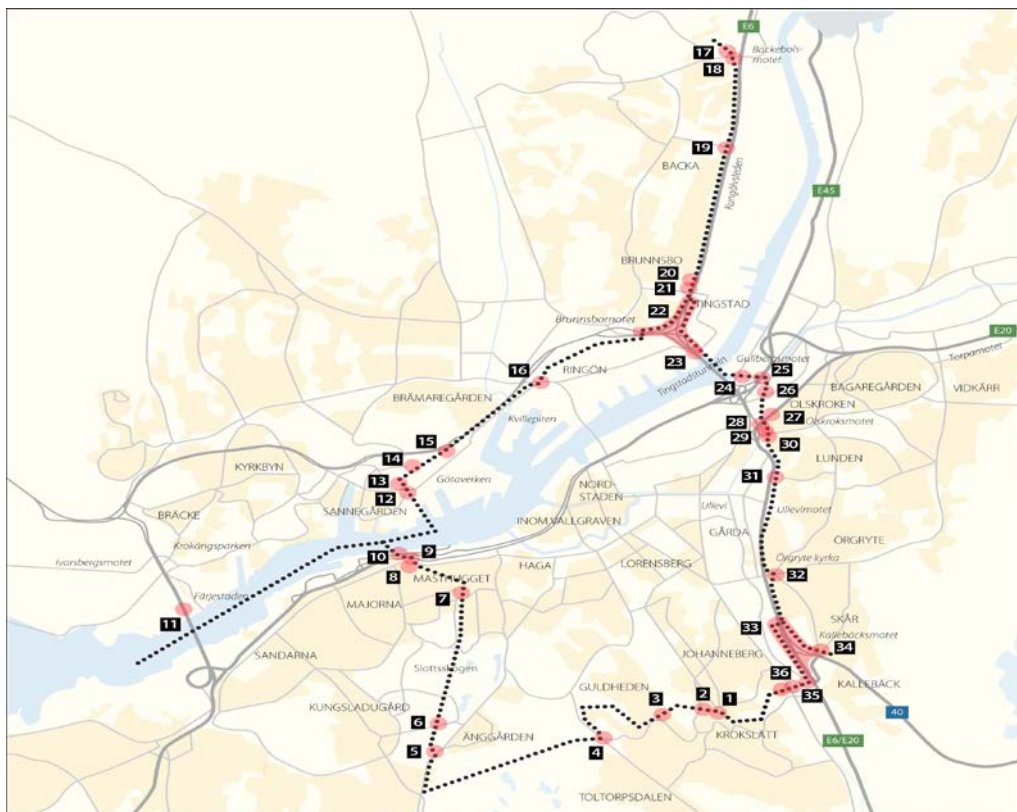 E6
17
Bäckebols-
motet
18
19
BACKA
Kungälvsleden
E45
BRUNNSBO
20
21
TINGSTAD
22
Brunnsbomotet
E20
23
Gullbergsmotet
Torpamotet
25
RINGÖN
16
Tingstadstunneln
24
26
BAGAREGÅRDEN
VIDKÄRR
BRÄMAREGÅRDEN
OLSKROKEN
27
Kvillepiren
28
Olskroksmotet
29
30
15
14
LUNDEN
KYRKBYN
Götaverken
13
31
12
NORD-
STADEN
SANNEGÅRDEN
Ullevi
Ullevimotet
BRÄCKE
INOM VALLGRAVEN
GÅRDA
ÖRGRYTE
Krokängsparken
10
9
Ivarsbergsmotet
HAGA
LORENSBERG
Örgryte kyrka
8
MASTHUGGET
32
Färjestaden
7
MAJORNA
11
SKÅR
33
Kallebäcksmotet
34
SANDARNA
JOHANNEBERG
Slottsskogen
36
KALLEBÄCK
GULDHEDEN
3
2
1
35
KUNGSLADUGÅRD
6
40
ÄNGGÅRDEN
KROKSLÄTT
5
4
E6/E20
TOLTORPSDALEN